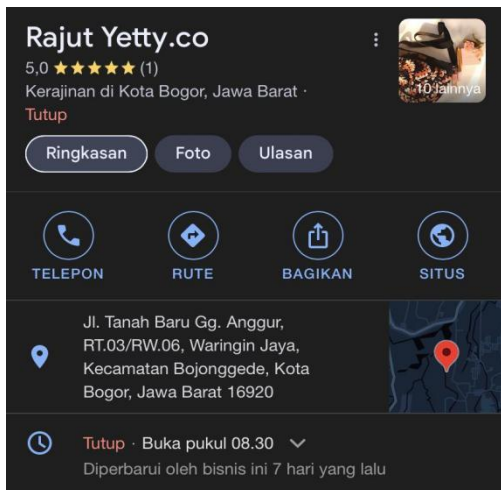 Rajut Yetty.co
5,0 ★★★★★ (1)
Kerajinan di Kota Bogor, Jawa Barat ·
Tutup
10 lainnya
Ringkasan Foto Ulasan
TELEPON RUTE BAGIKAN SITUS
Jl. Tanah Baru Gg. Anggur,
RT.03/RW.06, Waringin Jaya,
Kecamatan Bojonggede, Kota
Bogor, Jawa Barat 16920
Tutup · Buka pukul 08.30
Diperbarui oleh bisnis ini 7 hari yang lalu